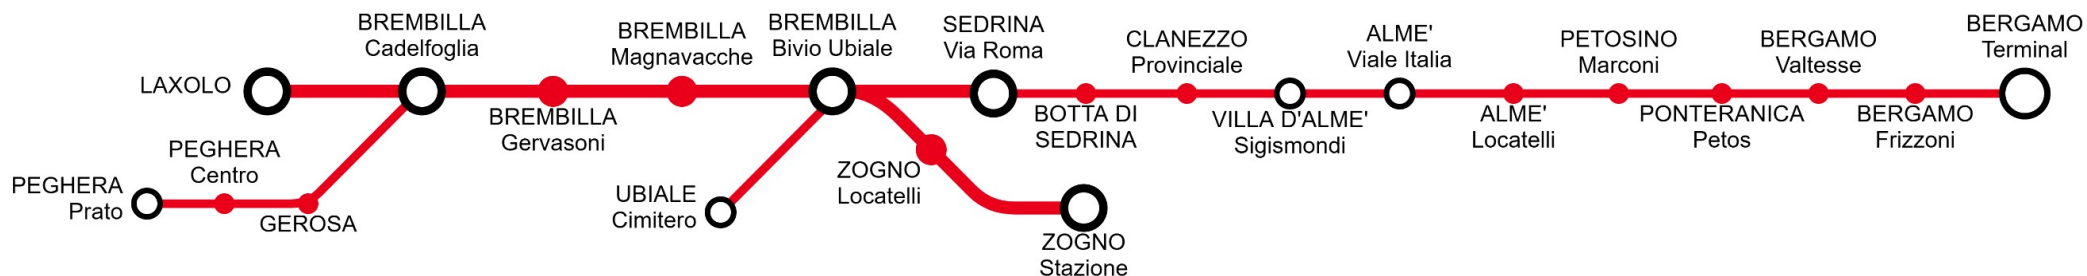 LAXOLO
BREMBILLA
Cadelfoglia
BREMBILLA
Gervasoni
BREMBILLA
Magnavacche
BREMBILLA
Bivio Ubiale
SEDRINA
Via Roma
BOTTA DI
SEDRINA
CLANEZZO
Provinciale
VILLA D'ALME'
Sigismondi
ALME'
Viale Italia
ALME'
Locatelli
PETOSINO
Marconi
PONTERANICA
Petos
BERGAMO
Valtesse
BERGAMO
Frizzoni
BERGAMO
Terminal
PEGHERA
Prato
PEGHERA
Centro
GEROSA
UBIALE
Cimitero
ZOGNO
Locatelli
ZOGNO
Stazione